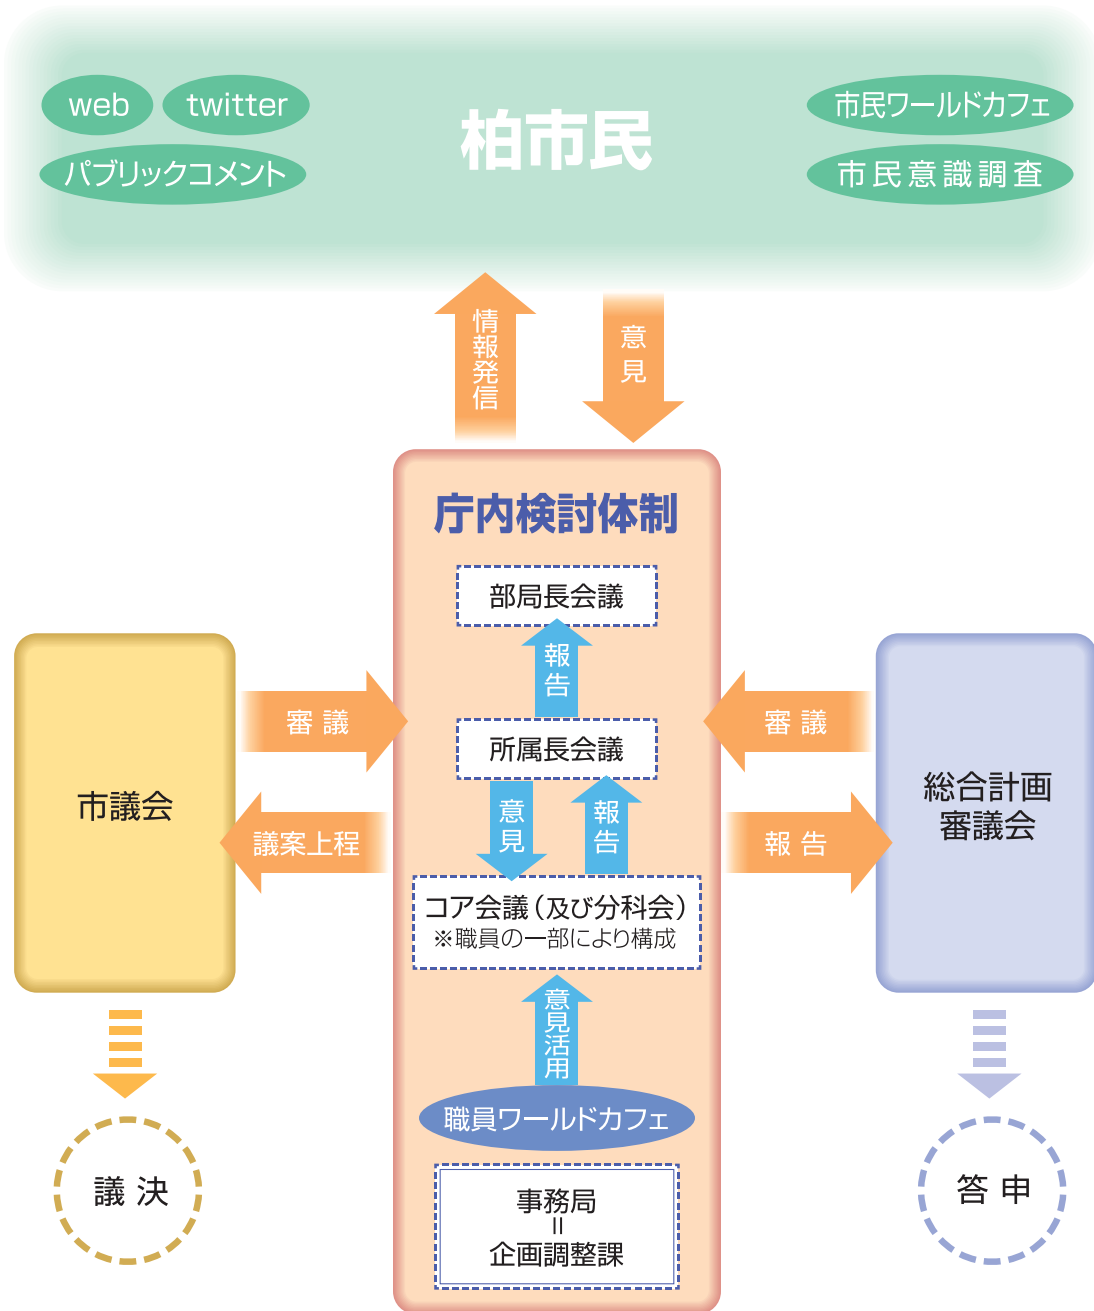 web
twitter
パブリックコメント
柏市民
市民ワールドカフェ
市民意識調査
情報発信
意見
庁内検討体制
部局長会議
報告
所属長会議
意見
報告
コア会議（及び分科会）
※職員の一部により構成
意見活用
職員ワールドカフェ
事務局
＝
企画調整課
審議
議案上程
市議会
議決
審議
報告
総合計画
審議会
答申